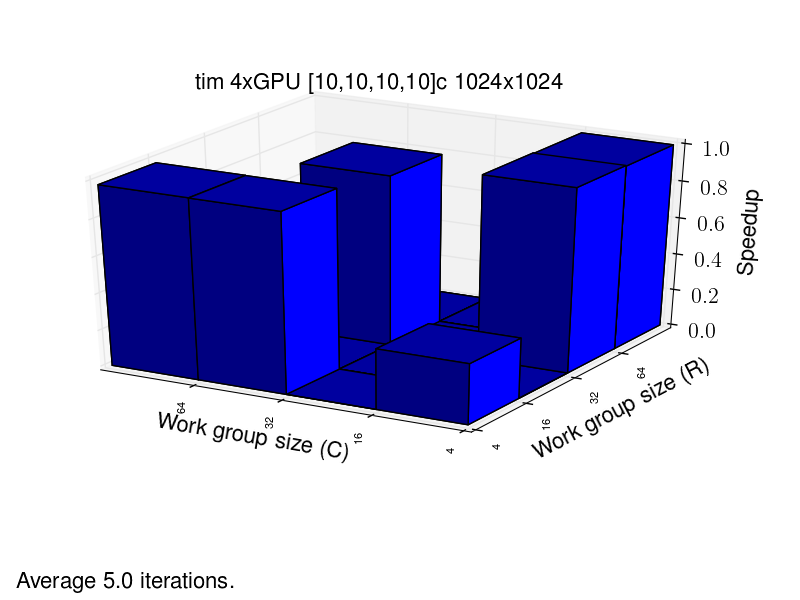 tim 4xGPU [10,10,10,10]c 1024x1024
1.0
0.8
0.6
0.4
0.2
0.0
Speedup
64
32
16
4
Work group size (C)
4
16
32
64
Work group size (R)
Average 5.0 iterations.